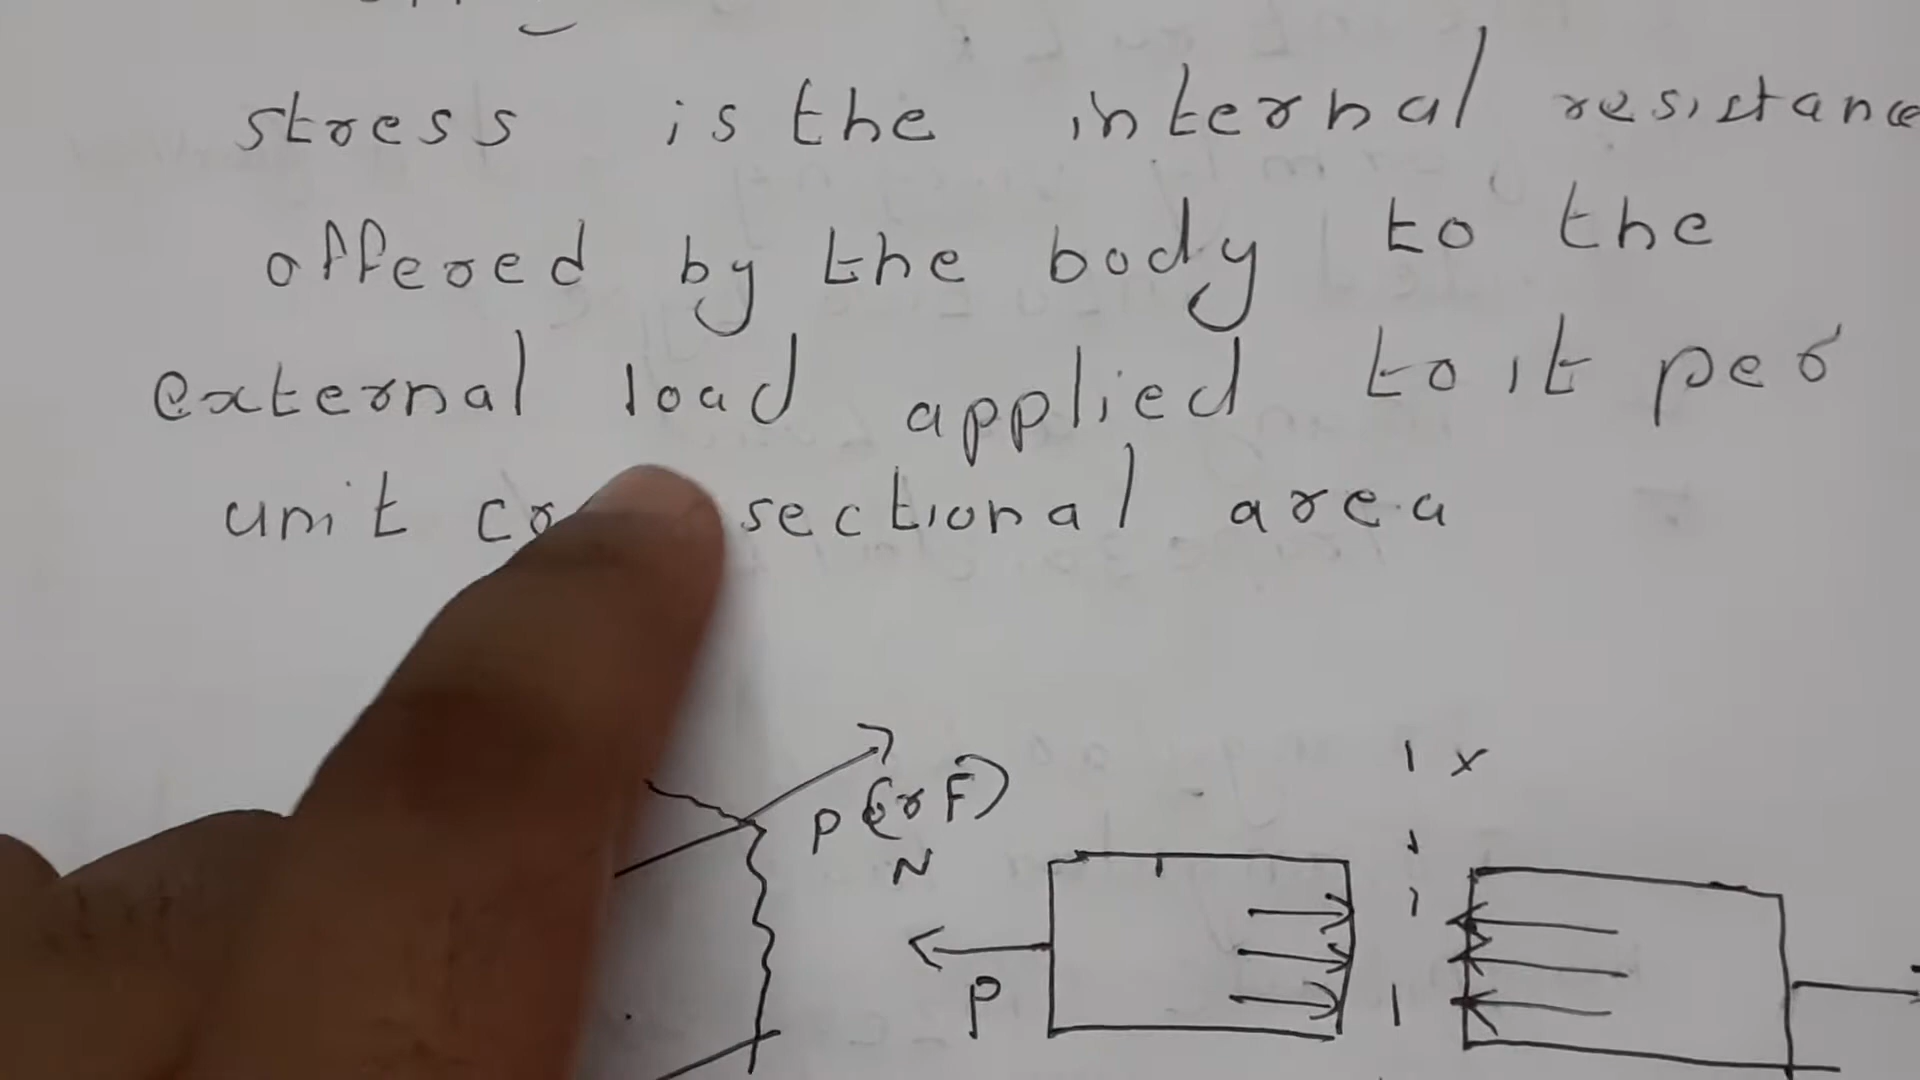 stress is the internal resistance
offered by the body to the
external load applied to it per
unit sectional area
x
P (or F)
N
P